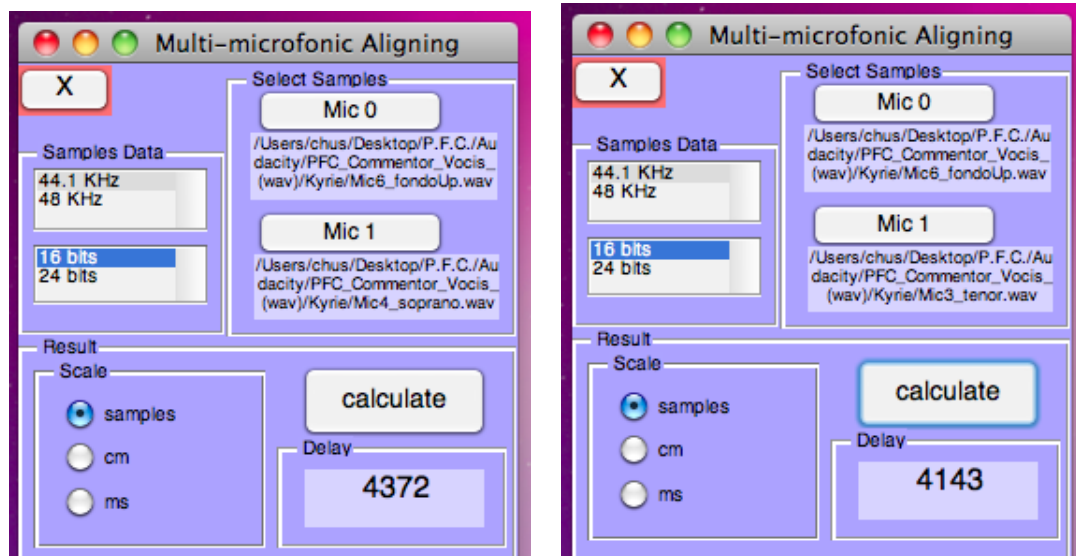 Multi-microfonic Aligning
X
Select Samples
Mic 0
/Users/chus/Desktop/P.F.C./Au
dacity/PFC_Commentor_Vocis_
(wav)/Kyrie/Mic6_fondoUp.wav
Samples Data
44.1 KHz
48 KHz
Mic 1
16 bits
24 bits
/Users/chus/Desktop/P.F.C./Au
dacity/PFC_Commentor_Vocis_
(wav)/Kyrie/Mic4_soprano.wav
Result
Scale
samples
cm
ms
calculate
Delay
4372
Multi-microfonic Aligning
X
Select Samples
Mic 0
/Users/chus/Desktop/P.F.C./Au
dacity/PFC_Commentor_Vocis_
(wav)/Kyrie/Mic6_fondoUp.wav
Samples Data
44.1 KHz
48 KHz
Mic 1
16 bits
24 bits
/Users/chus/Desktop/P.F.C./Au
dacity/PFC_Commentor_Vocis_
(wav)/Kyrie/Mic3_tenor.wav
Result
Scale
samples
cm
ms
calculate
Delay
4143